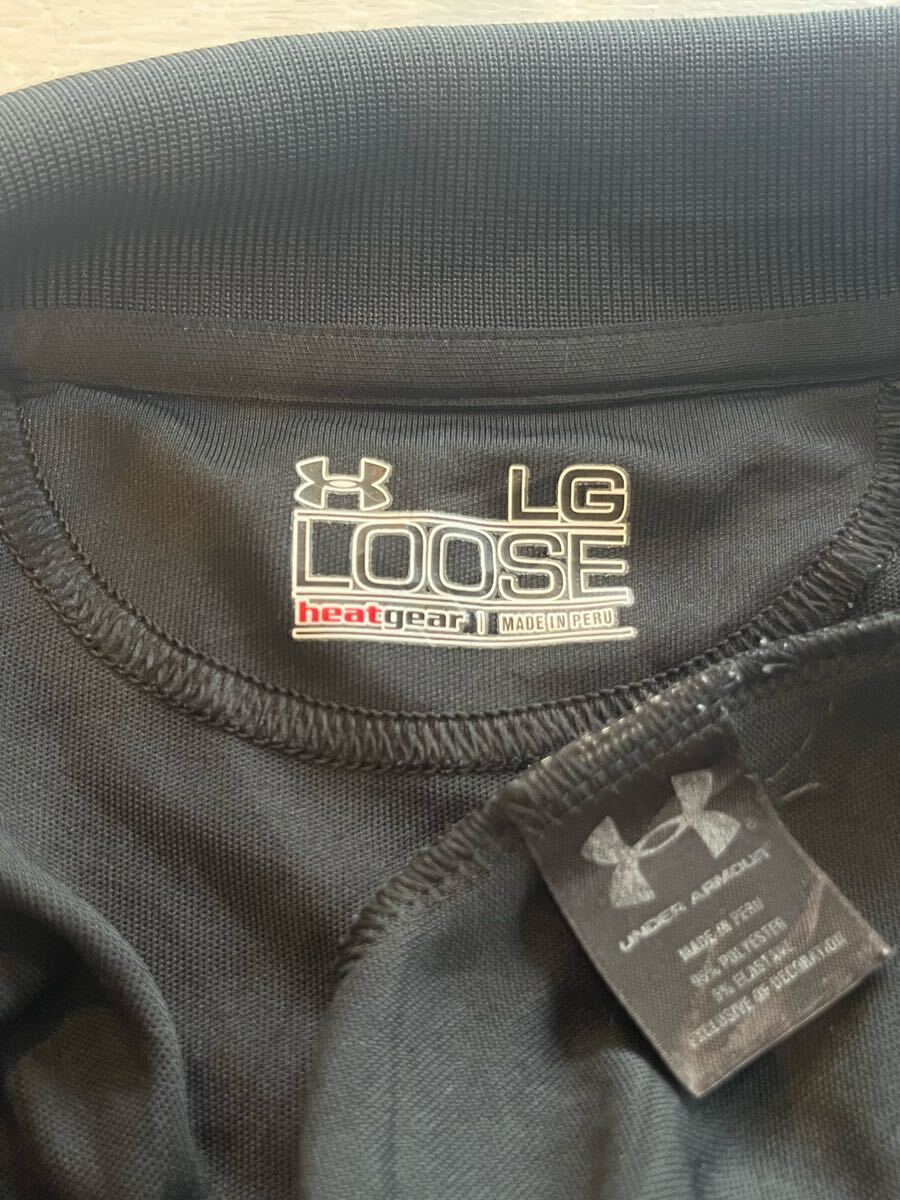 LG
LOOSE
heatgear | MADE IN PERU
UNDER ARMOUR
MADE IN PERU
95% POLYESTER
5% ELASTANE
EXCLUSIVE OF DECORATION